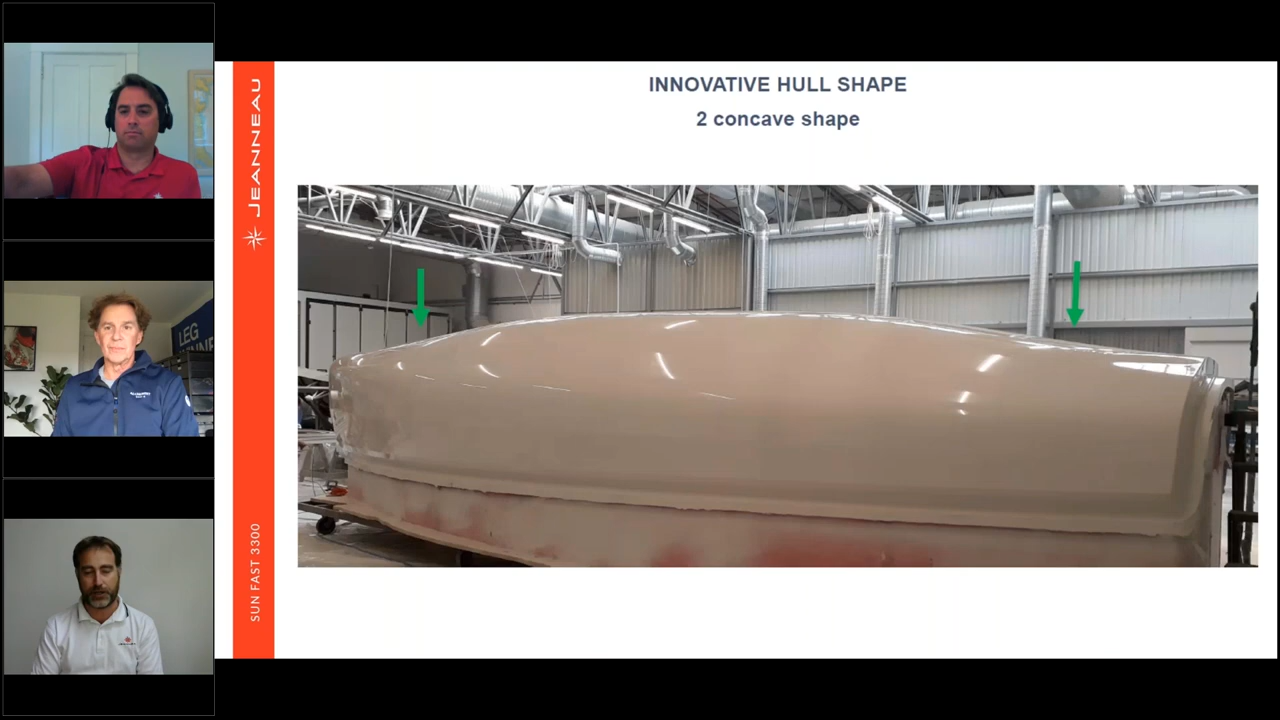 INNOVATIVE HULL SHAPE
2 concave shape
JEANNEAU
SUN FAST 3300
LEG